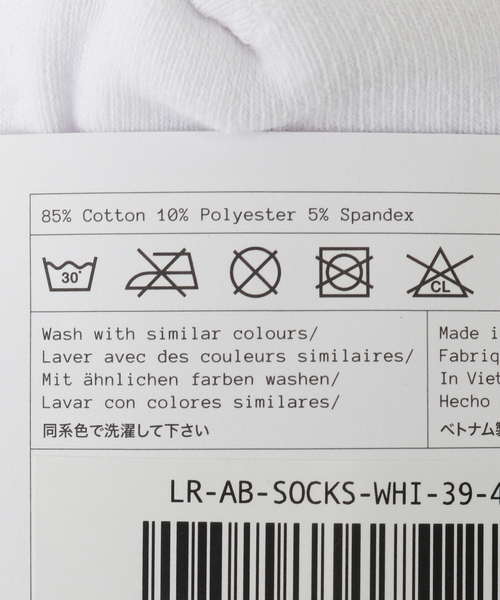 85% Cotton 10% Polyester 5% Spandex
30°
CL
Wash with similar colours/
Laver avec des couleurs similaires/
Mit ähnlichen farben washen/
Lavar con colores similares/
同系色で洗濯して下さい
Made i
Fabriq
In Viet
Hecho
ベトナム製
LR-AB-SOCKS-WHI-39-4